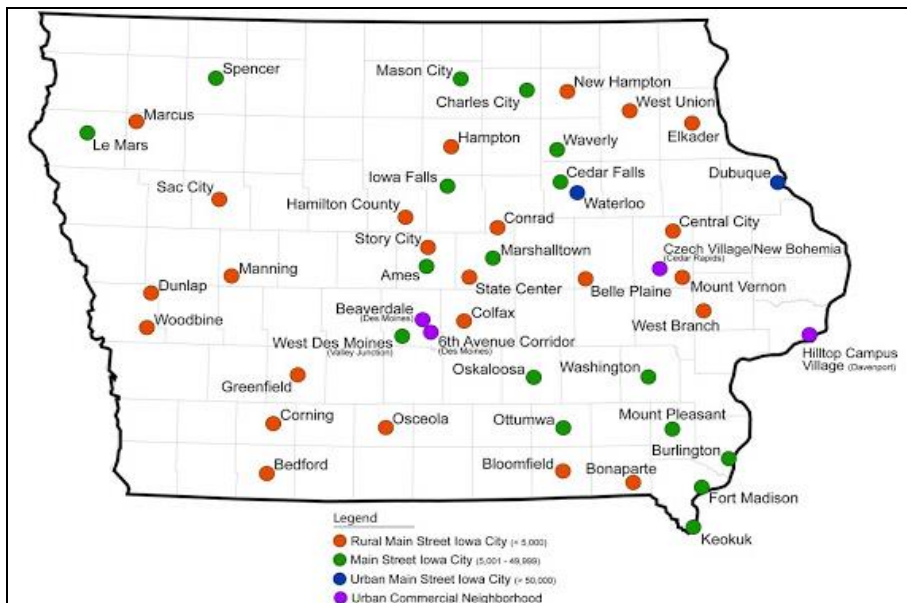 Spencer
Mason City
Charles City
New Hampton
West Union
Elkader
Marcus
Le Mars
Hampton
Waverly
Iowa Falls
Cedar Falls
Waterloo
Dubuque
Sac City
Hamilton County
Conrad
Central City
Story City
Marshalltown
Czech Village/New Bohemia
(Cedar Rapids)
Ames
Manning
State Center
Belle Plaine
Mount Vernon
Dunlap
Beaverdale
(Des Moines)
Colfax
West Branch
Woodbine
West Des Moines
(Valley Junction)
6th Avenue Corridor
(Des Moines)
Hilltop Campus
Village (Davenport)
Oskaloosa
Washington
Greenfield
Corning
Osceola
Ottumwa
Mount Pleasant
Burlington
Bedford
Bloomfield
Bonaparte
Fort Madison
Keokuk
Legend
Rural Main Street Iowa City (< 5,000)
Main Street Iowa City (5,001 - 49,999)
Urban Main Street Iowa City (> 50,000)
Urban Commercial Neighborhood